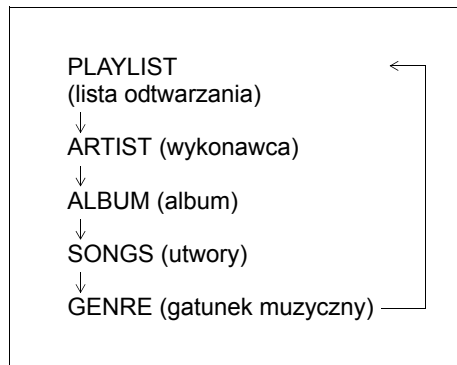 PLAYLIST
(lista odtwarzania)
ARTIST (wykonawca)
ALBUM (album)
SONGS (utwory)
GENRE (gatunek muzyczny)